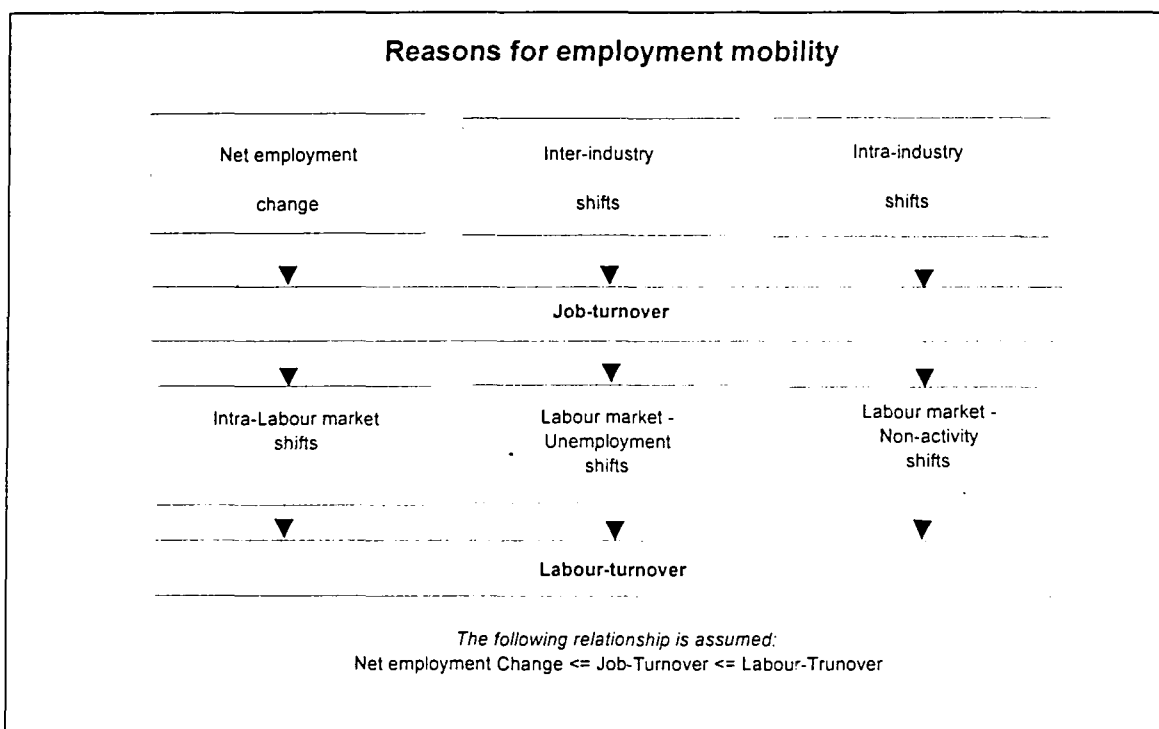 Reasons for employment mobility
Net employment
change
Inter-industry
shifts
Intra-industry
shifts
Job-turnover
Intra-Labour market
shifts
Labour market -
Unemployment
shifts
Labour market -
Non-activity
shifts
Labour-turnover
The following relationship is assumed:
Net employment Change <= Job-Turnover <= Labour-Trunover